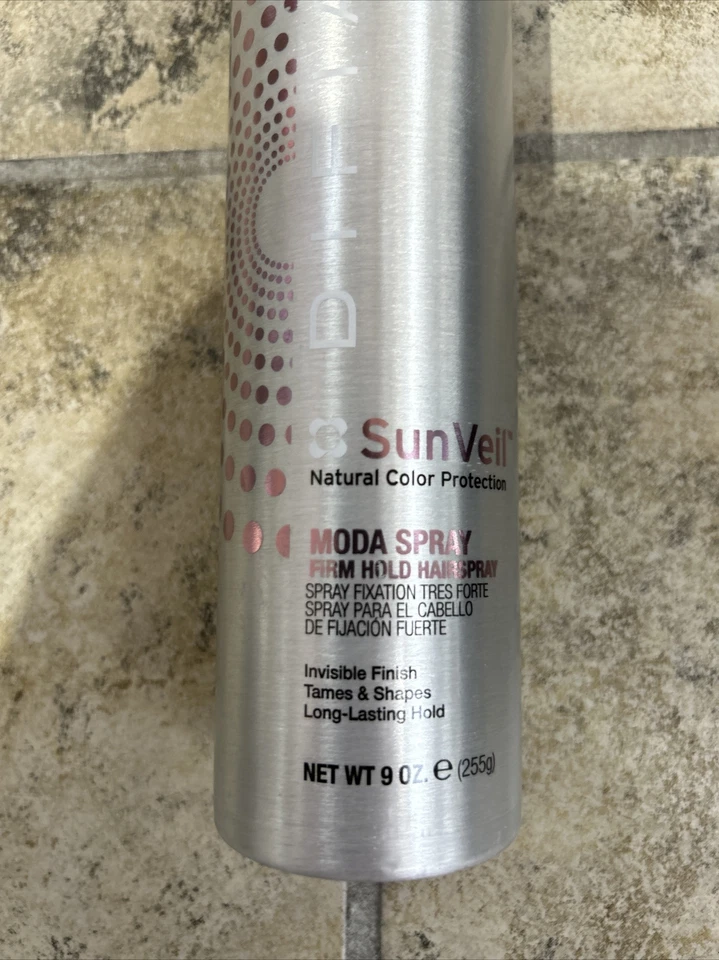 SunVeil™
Natural Color Protection
MODA SPRAY
FIRM HOLD HAIRSPRAY
SPRAY FIXATION TRES FORTE
SPRAY PARA EL CABELLO
DE FIJACIÓN FUERTE
Invisible Finish
Tames & Shapes
Long-Lasting Hold
NET WT 9 OZ. e (255g)